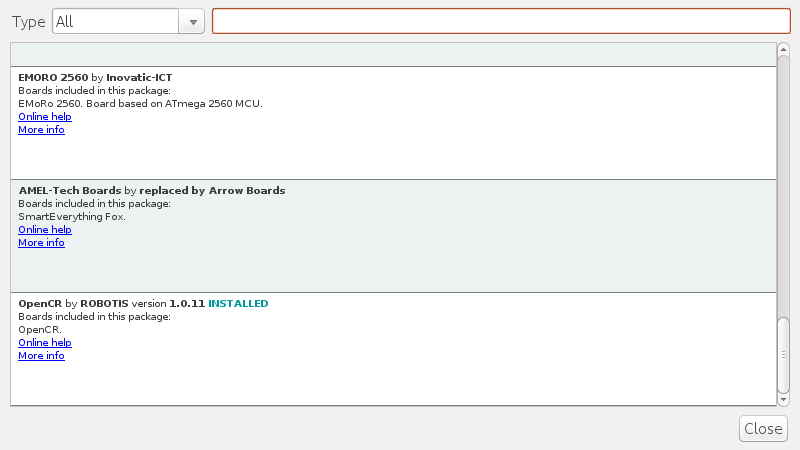 Type All
EMORO 2560 by Inovatic-ICT
Boards included in this package:
EMoRo 2560. Board based on ATmega 2560 MCU.
Online help
More info
AMEL-Tech Boards by replaced by Arrow Boards
Boards included in this package:
SmartEverything Fox.
Online help
More info
OpenCR by ROBOTIS version 1.0.11 INSTALLED
Boards included in this package:
OpenCR.
Online help
More info
Close